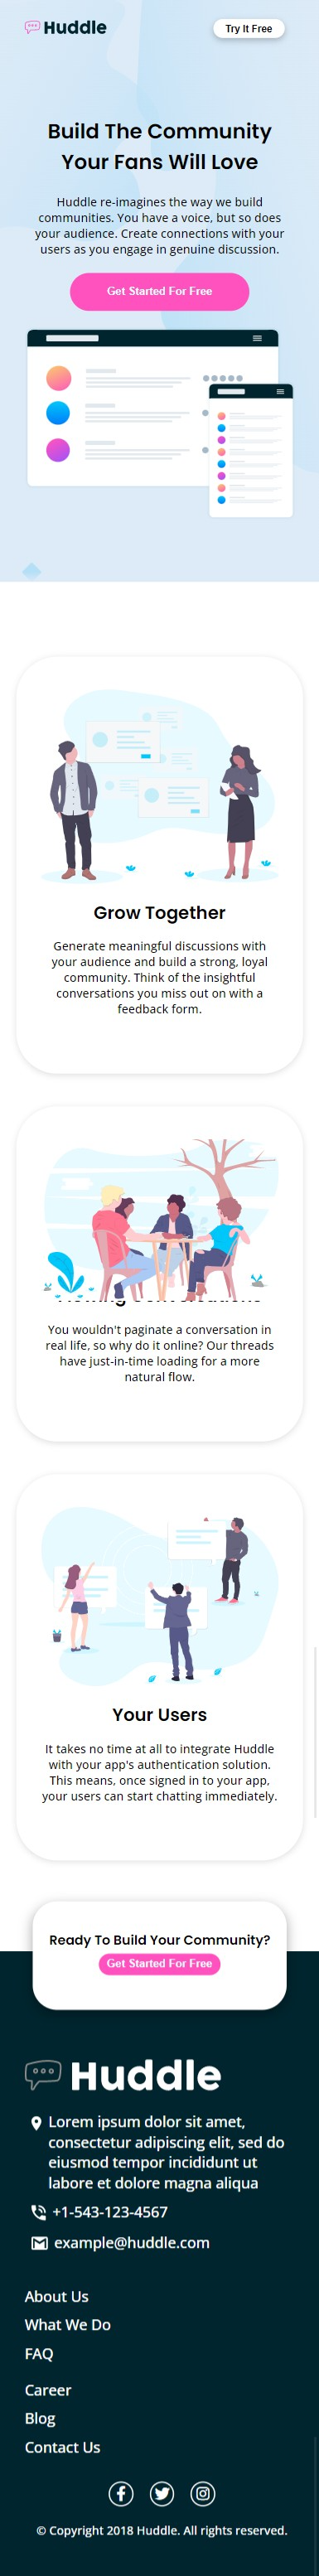 Huddle
Try It Free
Build The Community
Your Fans Will Love
Huddle re-imagines the way we build
communities. You have a voice, but so does
your audience. Create connections with your
users as you engage in genuine discussion.
Get Started For Free
Grow Together
Generate meaningful discussions with
your audience and build a strong, loyal
community. Think of the insightful
conversations you miss out on with a
feedback form.
You wouldn't paginate a conversation in
real life, so why do it online? Our threads
have just-in-time loading for a more
natural flow.
Your Users
It takes no time at all to integrate Huddle
with your app's authentication solution.
This means, once signed in to your app,
your users can start chatting immediately.
Ready To Build Your Community?
Get Started For Free
Huddle
Lorem ipsum dolor sit amet,
consectetur adipiscing elit, sed do
eiusmod tempor incididunt ut
labore et dolore magna aliqua
+1-543-123-4567
example@huddle.com
About Us
What We Do
FAQ
Career
Blog
Contact Us
© Copyright 2018 Huddle. All rights reserved.